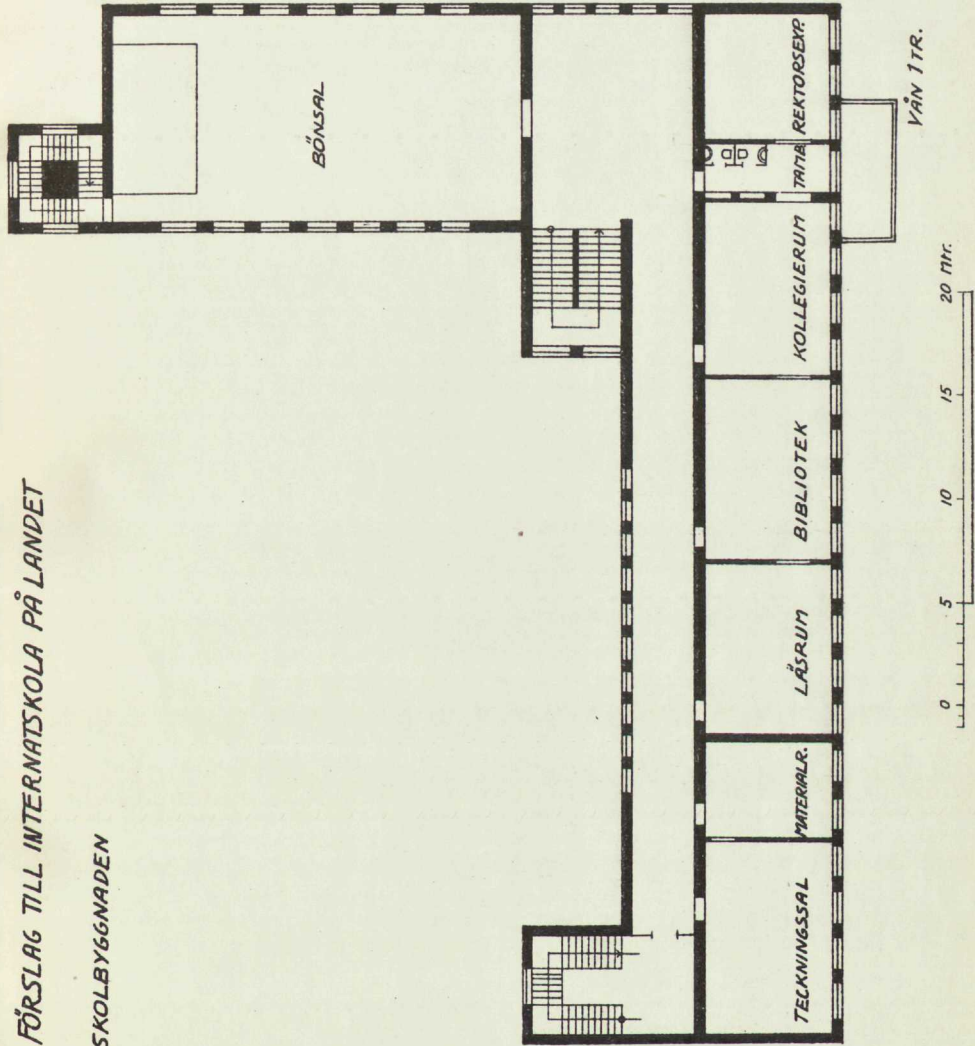 FÖRSLAG TILL INTERNATSKOLA PÅ LANDET
SKOLBYGGNADEN
BÖNSAL
TECKNINGSSAL
MATERIALR.
LÄSRUM
BIBLIOTEK
KOLLEGIERUM
TAMB.
REKTORSEXP.
VÅN 1 TR.
0 5 10 15 20 mtr.